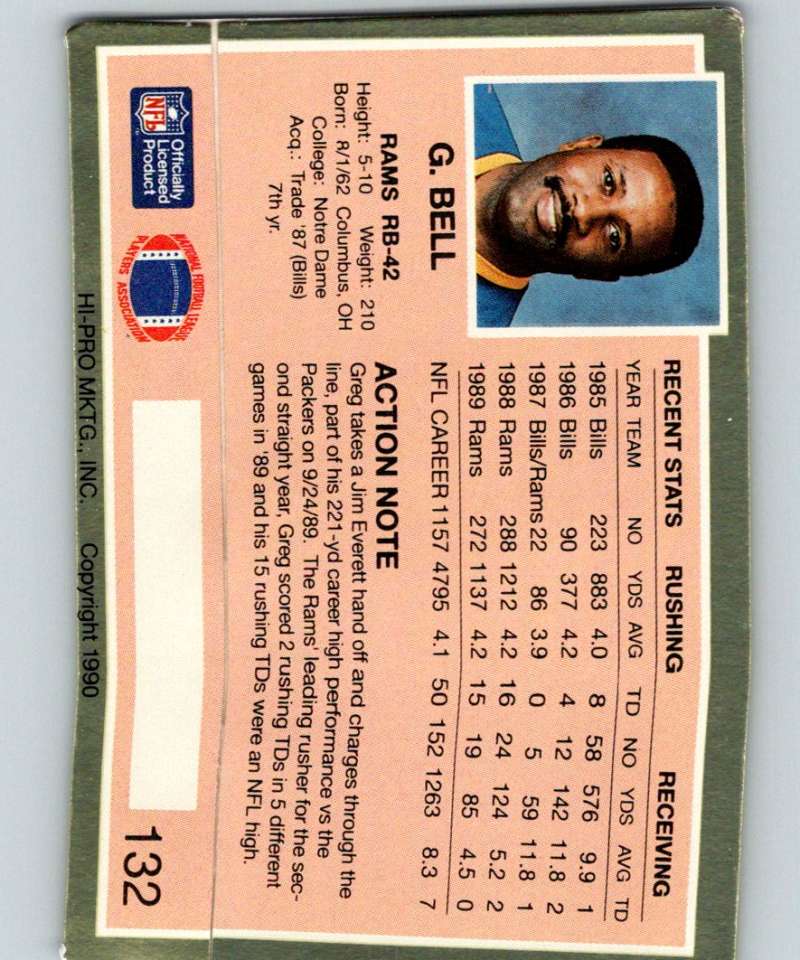 G. BELL
RAMS RB-42
Height: 5-10 Weight: 210
Born: 8/1/62 Columbus, OH
College: Notre Dame
Acq.: Trade '87 (Bills)
7th yr.
NFL
Officially
Licensed
Product
NATIONAL FOOTBALL LEAGUE
PLAYERS ASSOCIATION
RECENT STATS RUSHING RECEIVING
YEAR TEAM NO YDS AVG TD NO YDS AVG TD
1985 Bills 223 883 4.0 8 58 576 9.9 1
1986 Bills 90 377 4.2 4 12 142 11.8 2
1987 Bills/Rams 22 86 3.9 0 5 59 11.8 1
1988 Rams 288 1212 4.2 16 24 124 5.2 2
1989 Rams 272 1137 4.2 15 19 85 4.5 0
NFL CAREER 1157 4795 4.1 50 152 1263 8.3 7
ACTION NOTE
Greg takes a Jim Everett hand off and charges through the
line, part of his 221-yd career high performance vs the
Packers on 9/24/89. The Rams' leading rusher for the sec-
ond straight year, Greg scored 2 rushing TDs in 5 different
games in '89 and his 15 rushing TDs were an NFL high.
132
HI-PRO MKTG., INC. Copyright 1990